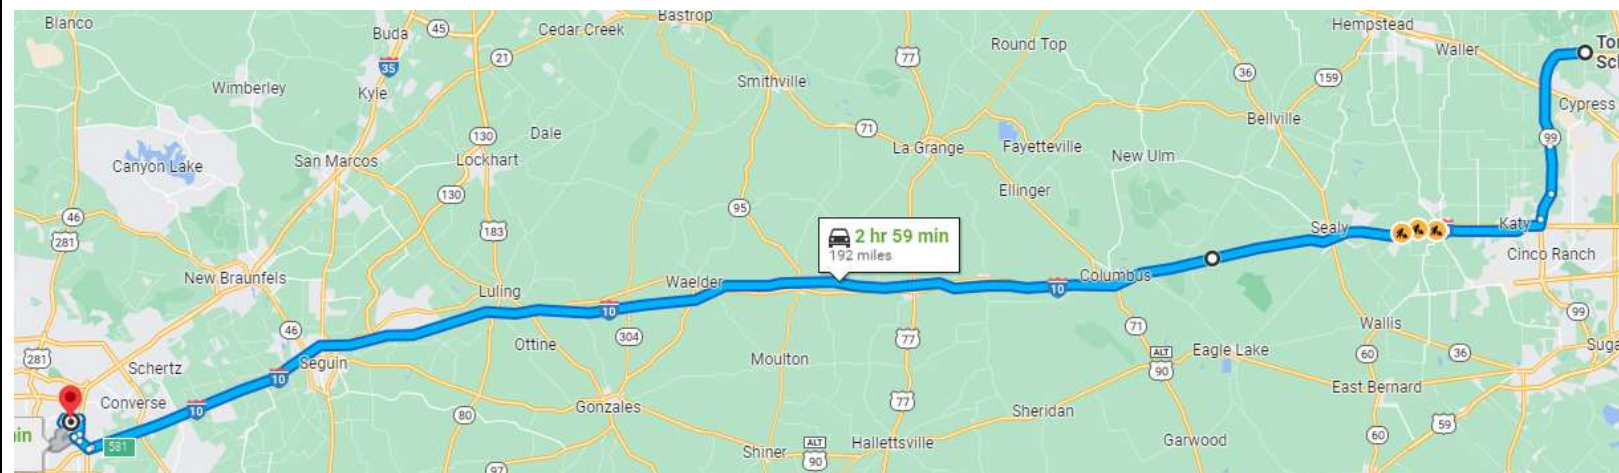 Blanco
Buda
45
Cedar Creek
Bastrop
Hempstead
35
21
77
Round Top
Waller
Wimberley
Kyle
Smithville
36
159
Cypress
130
Dale
71
Bellville
99
Canyon Lake
San Marcos
Lockhart
La Grange
Fayetteville
New Ulm
130
Ellinger
46
281
183
95
2 hr 59 min
192 miles
Sealy
Katy
Cinco Ranch
New Braunfels
Luling
Waelder
10
10
Columbus
99
46
281
Seguin
Ottine
304
77
71
Wallis
Schertz
10
Moulton
ALT
90
Eagle Lake
60
36
Converse
10
80
Gonzales
77
Sheridan
East Bernard
581
Shiner
ALT
90
Hallettsville
Garwood
60
59
97